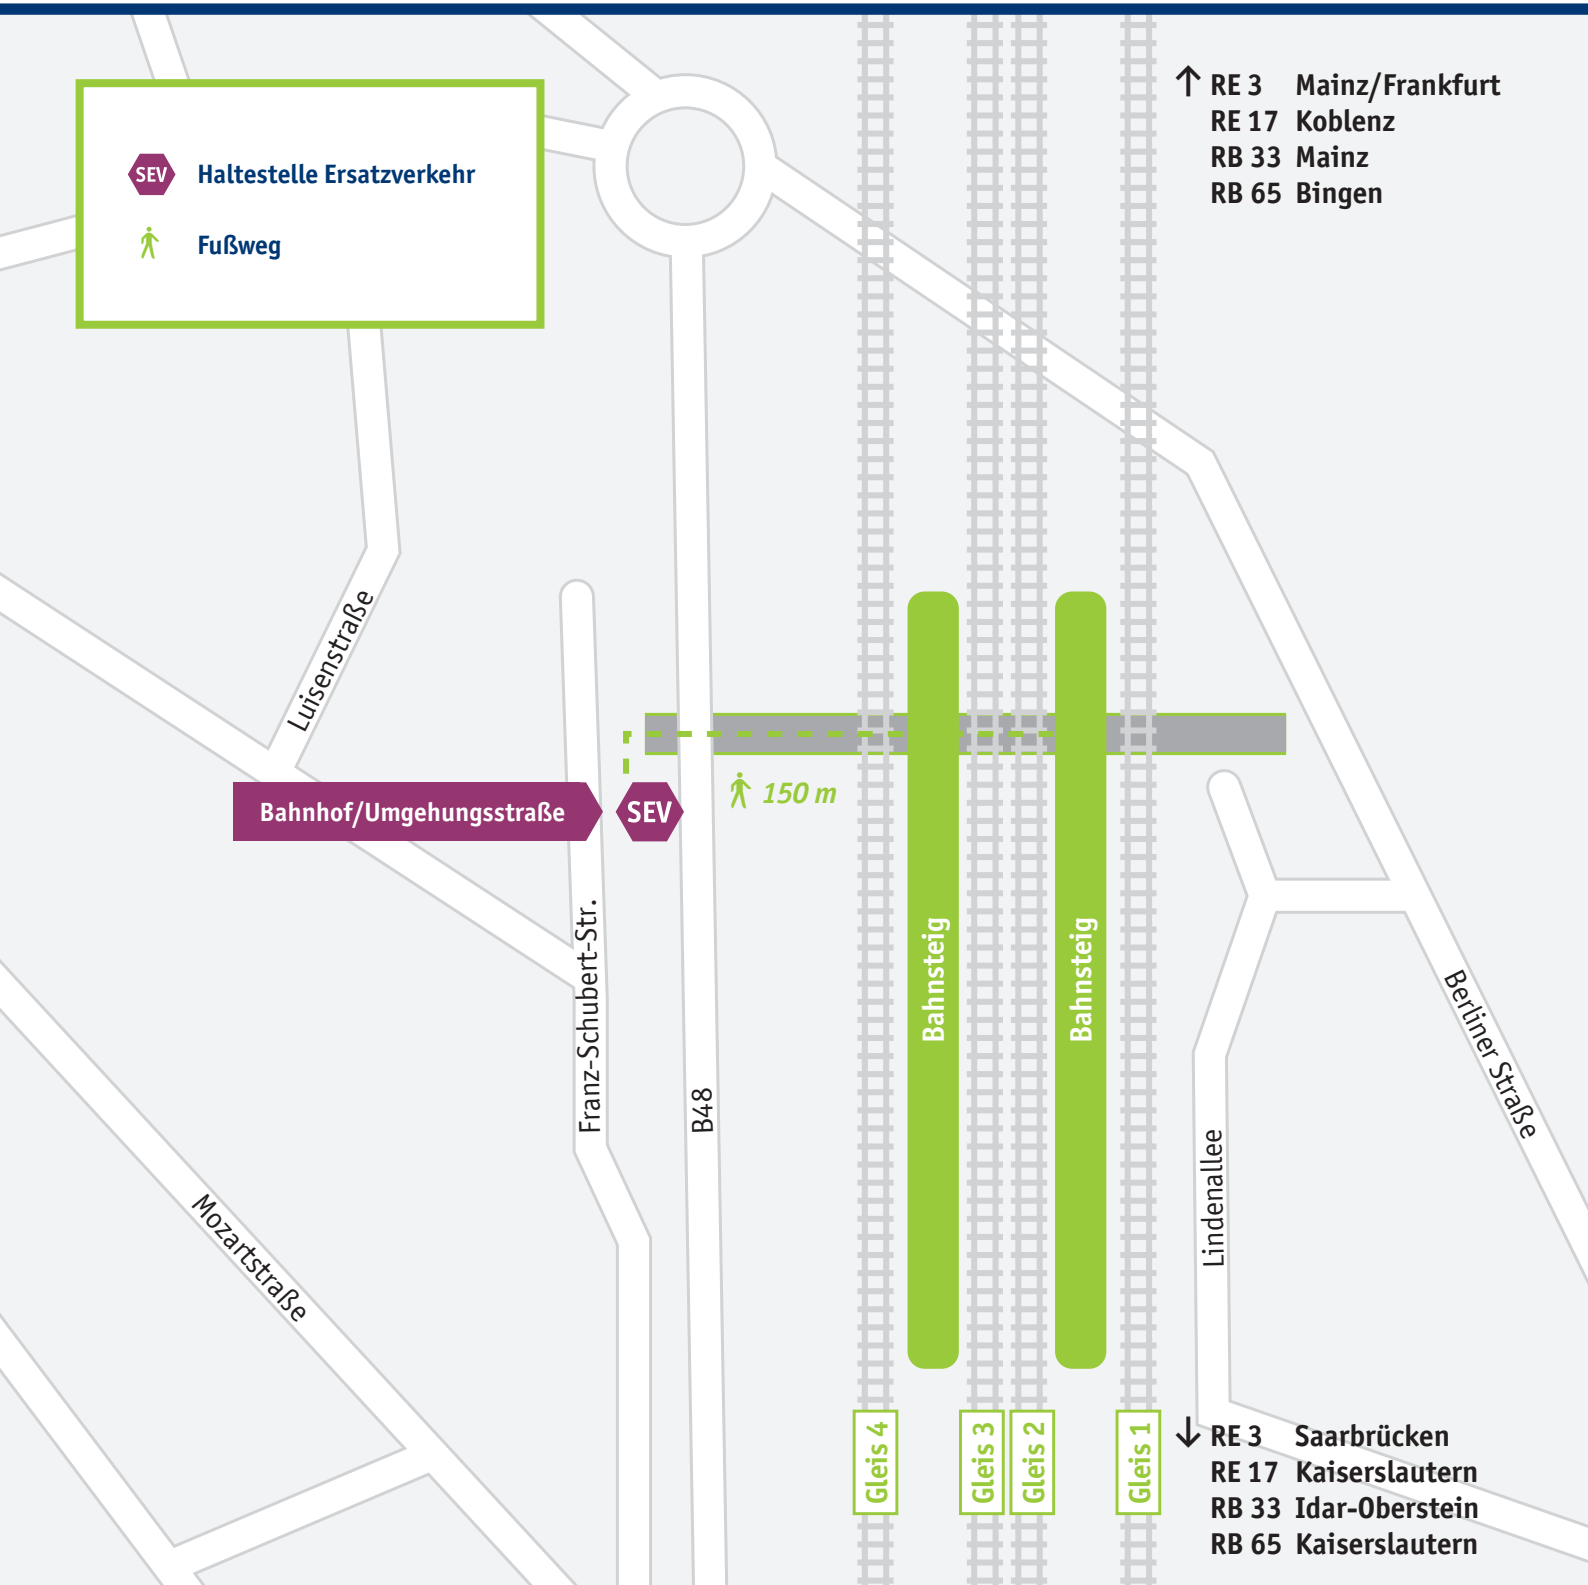 SEV Haltestelle Ersatzverkehr
Fußweg
↑ RE 3 Mainz/Frankfurt
RE 17 Koblenz
RB 33 Mainz
RB 65 Bingen
Luisenstraße
Bahnhof/Umgehungsstraße
SEV
150 m
Bahnsteig
Bahnsteig
Franz-Schubert-Str.
B48
Berliner Straße
Lindenallee
Mozartstraße
Gleis 4
Gleis 3
Gleis 2
Gleis 1
↓ RE 3 Saarbrücken
RE 17 Kaiserslautern
RB 33 Idar-Oberstein
RB 65 Kaiserslautern